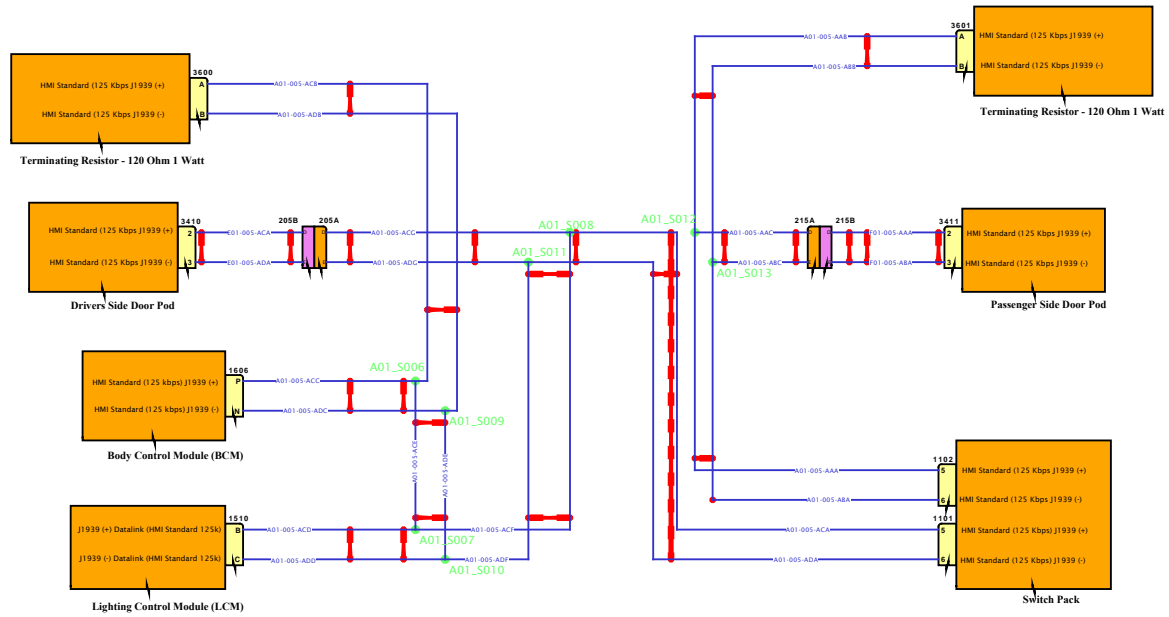 3601
A
HMI Standard (125 Kbps J1939 (+)
A01-005-AAB
B
HMI Standard (125 Kbps J1939 (-)
A01-005-ABB
Terminating Resistor - 120 Ohm 1 Watt
3600
HMI Standard (125 Kbps J1939 (+)
A
A01-005-ACB
HMI Standard (125 Kbps J1939 (-)
B
A01-005-ADB
Terminating Resistor - 120 Ohm 1 Watt
3410
205B
205A
A01_S008
A01_S012
215A
215B
3411
HMI Standard (125 Kbps J1939 (+)
2
E01-005-ACA
D
D
A01-005-ACG
A01-005-AAC
D
D
F01-005-AAA
2
HMI Standard (125 Kbps J1939 (+)
A01_S011
HMI Standard (125 Kbps J1939 (-)
3
E01-005-ADA
E
E
A01-005-ADG
A01-005-ABC
E
E
F01-005-ABA
3
HMI Standard (125 Kbps J1939 (-)
A01_S013
Drivers Side Door Pod
Passenger Side Door Pod
1606
A01_S006
HMI Standard (125 kbps) J1939 (+)
P
A01-005-ACC
HMI Standard (125 kbps) J1939 (-)
N
A01-005-ADC
A01_S009
Body Control Module (BCM)
A01-005-ACE
A01-005-ADE
1102
5
HMI Standard (125 Kbps J1939 (+)
A01-005-AAA
6
HMI Standard (125 Kbps J1939 (-)
A01-005-ABA
1510
1101
J1939 (+) Datalink (HMI Standard 125k)
B
A01-005-ACD
A01-005-ACF
A01-005-ACA
5
HMI Standard (125 Kbps J1939 (+)
A01_S007
J1939 (-) Datalink (HMI Standard 125k)
C
A01-005-ADD
A01-005-ADF
A01-005-ADA
6
HMI Standard (125 Kbps J1939 (-)
A01_S010
Lighting Control Module (LCM)
Switch Pack